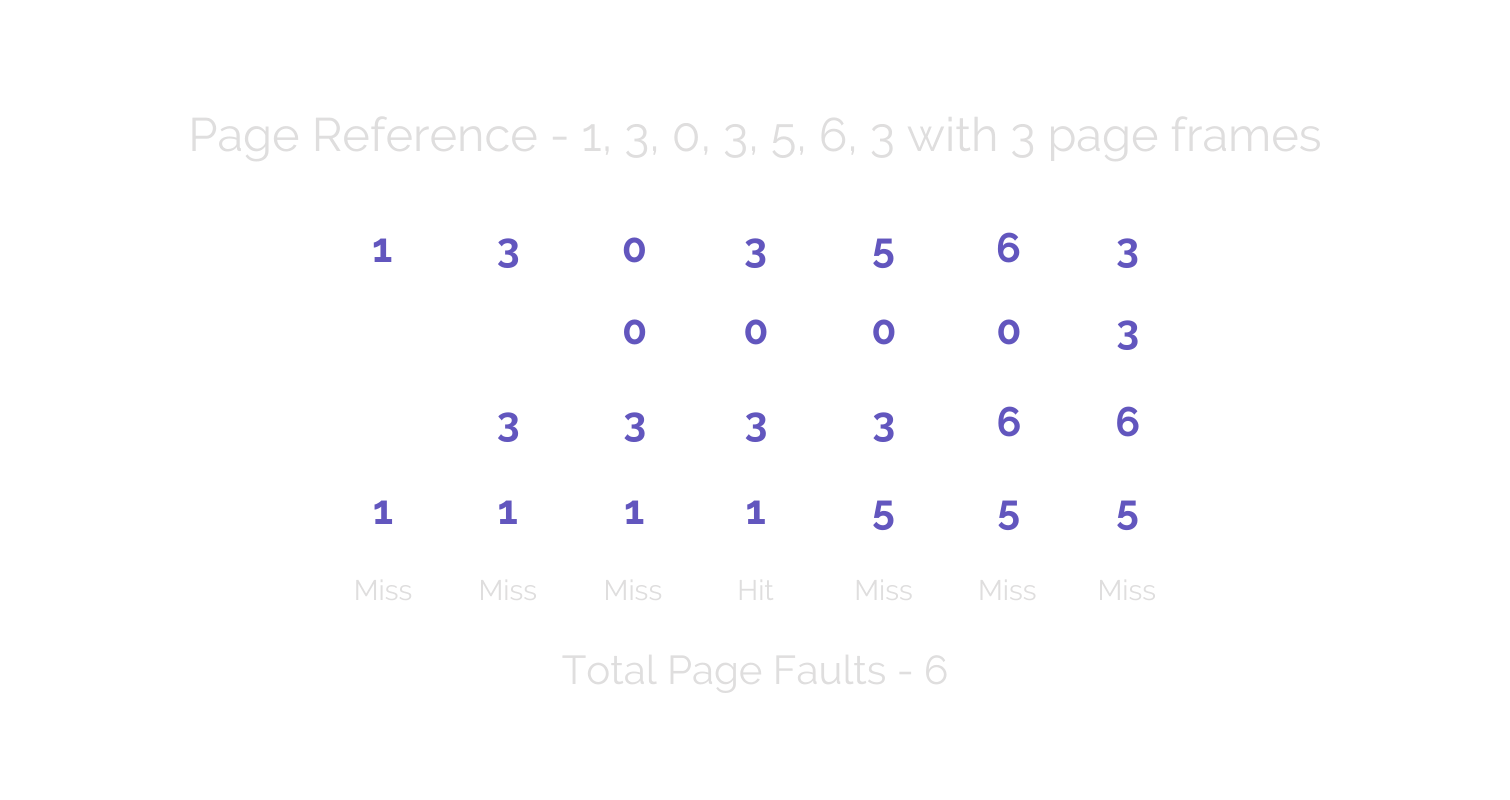 Page Reference - 1, 3, 0, 3, 5, 6, 3 with 3 page frames
1 3 0 3 5 6 3
0 0 0 0 3
3 3 3 3 6 6
1 1 1 1 5 5 5
Miss Miss Miss Hit Miss Miss Miss
Total Page Faults - 6